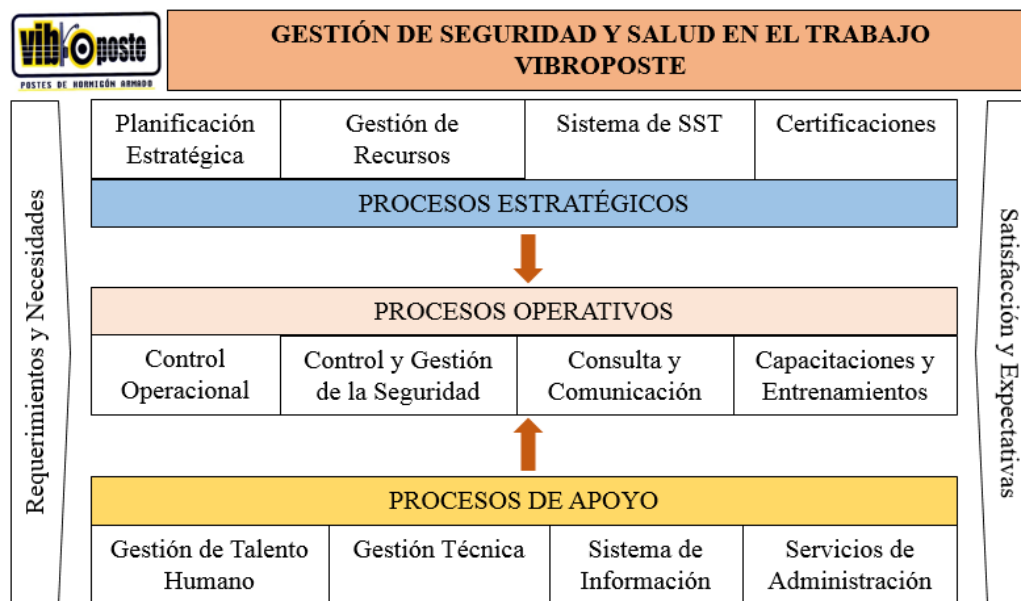 vibroposte
POSTES DE HORMIGÓN ARMADO
GESTIÓN DE SEGURIDAD Y SALUD EN EL TRABAJO
VIBROPOSTE
Requerimientos y Necesidades
Planificación
Estratégica
Gestión de
Recursos
Sistema de SST
Certificaciones
PROCESOS ESTRATÉGICOS
PROCESOS OPERATIVOS
Control
Operacional
Control y Gestión
de la Seguridad
Consulta y
Comunicación
Capacitaciones y
Entrenamientos
PROCESOS DE APOYO
Gestión de Talento
Humano
Gestión Técnica
Sistema de
Información
Servicios de
Administración
Satisfacción y Expectativas